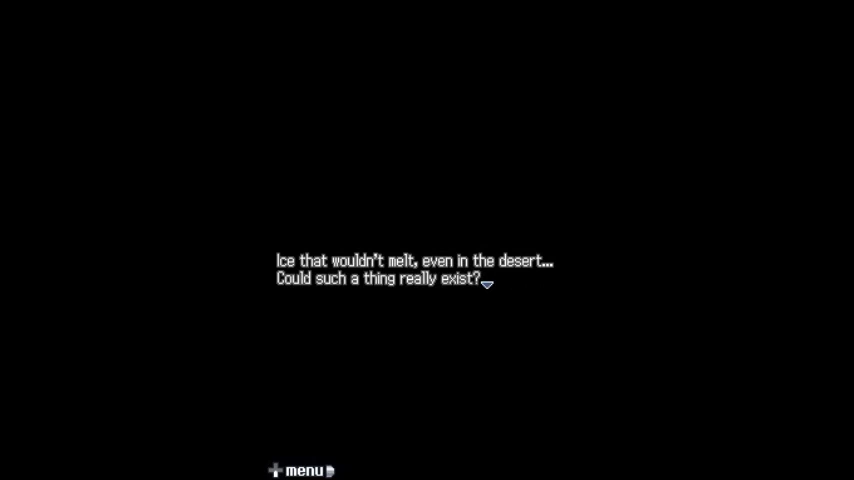 Ice that wouldn't melt, even in the desert...
Could such a thing really exist?
menu